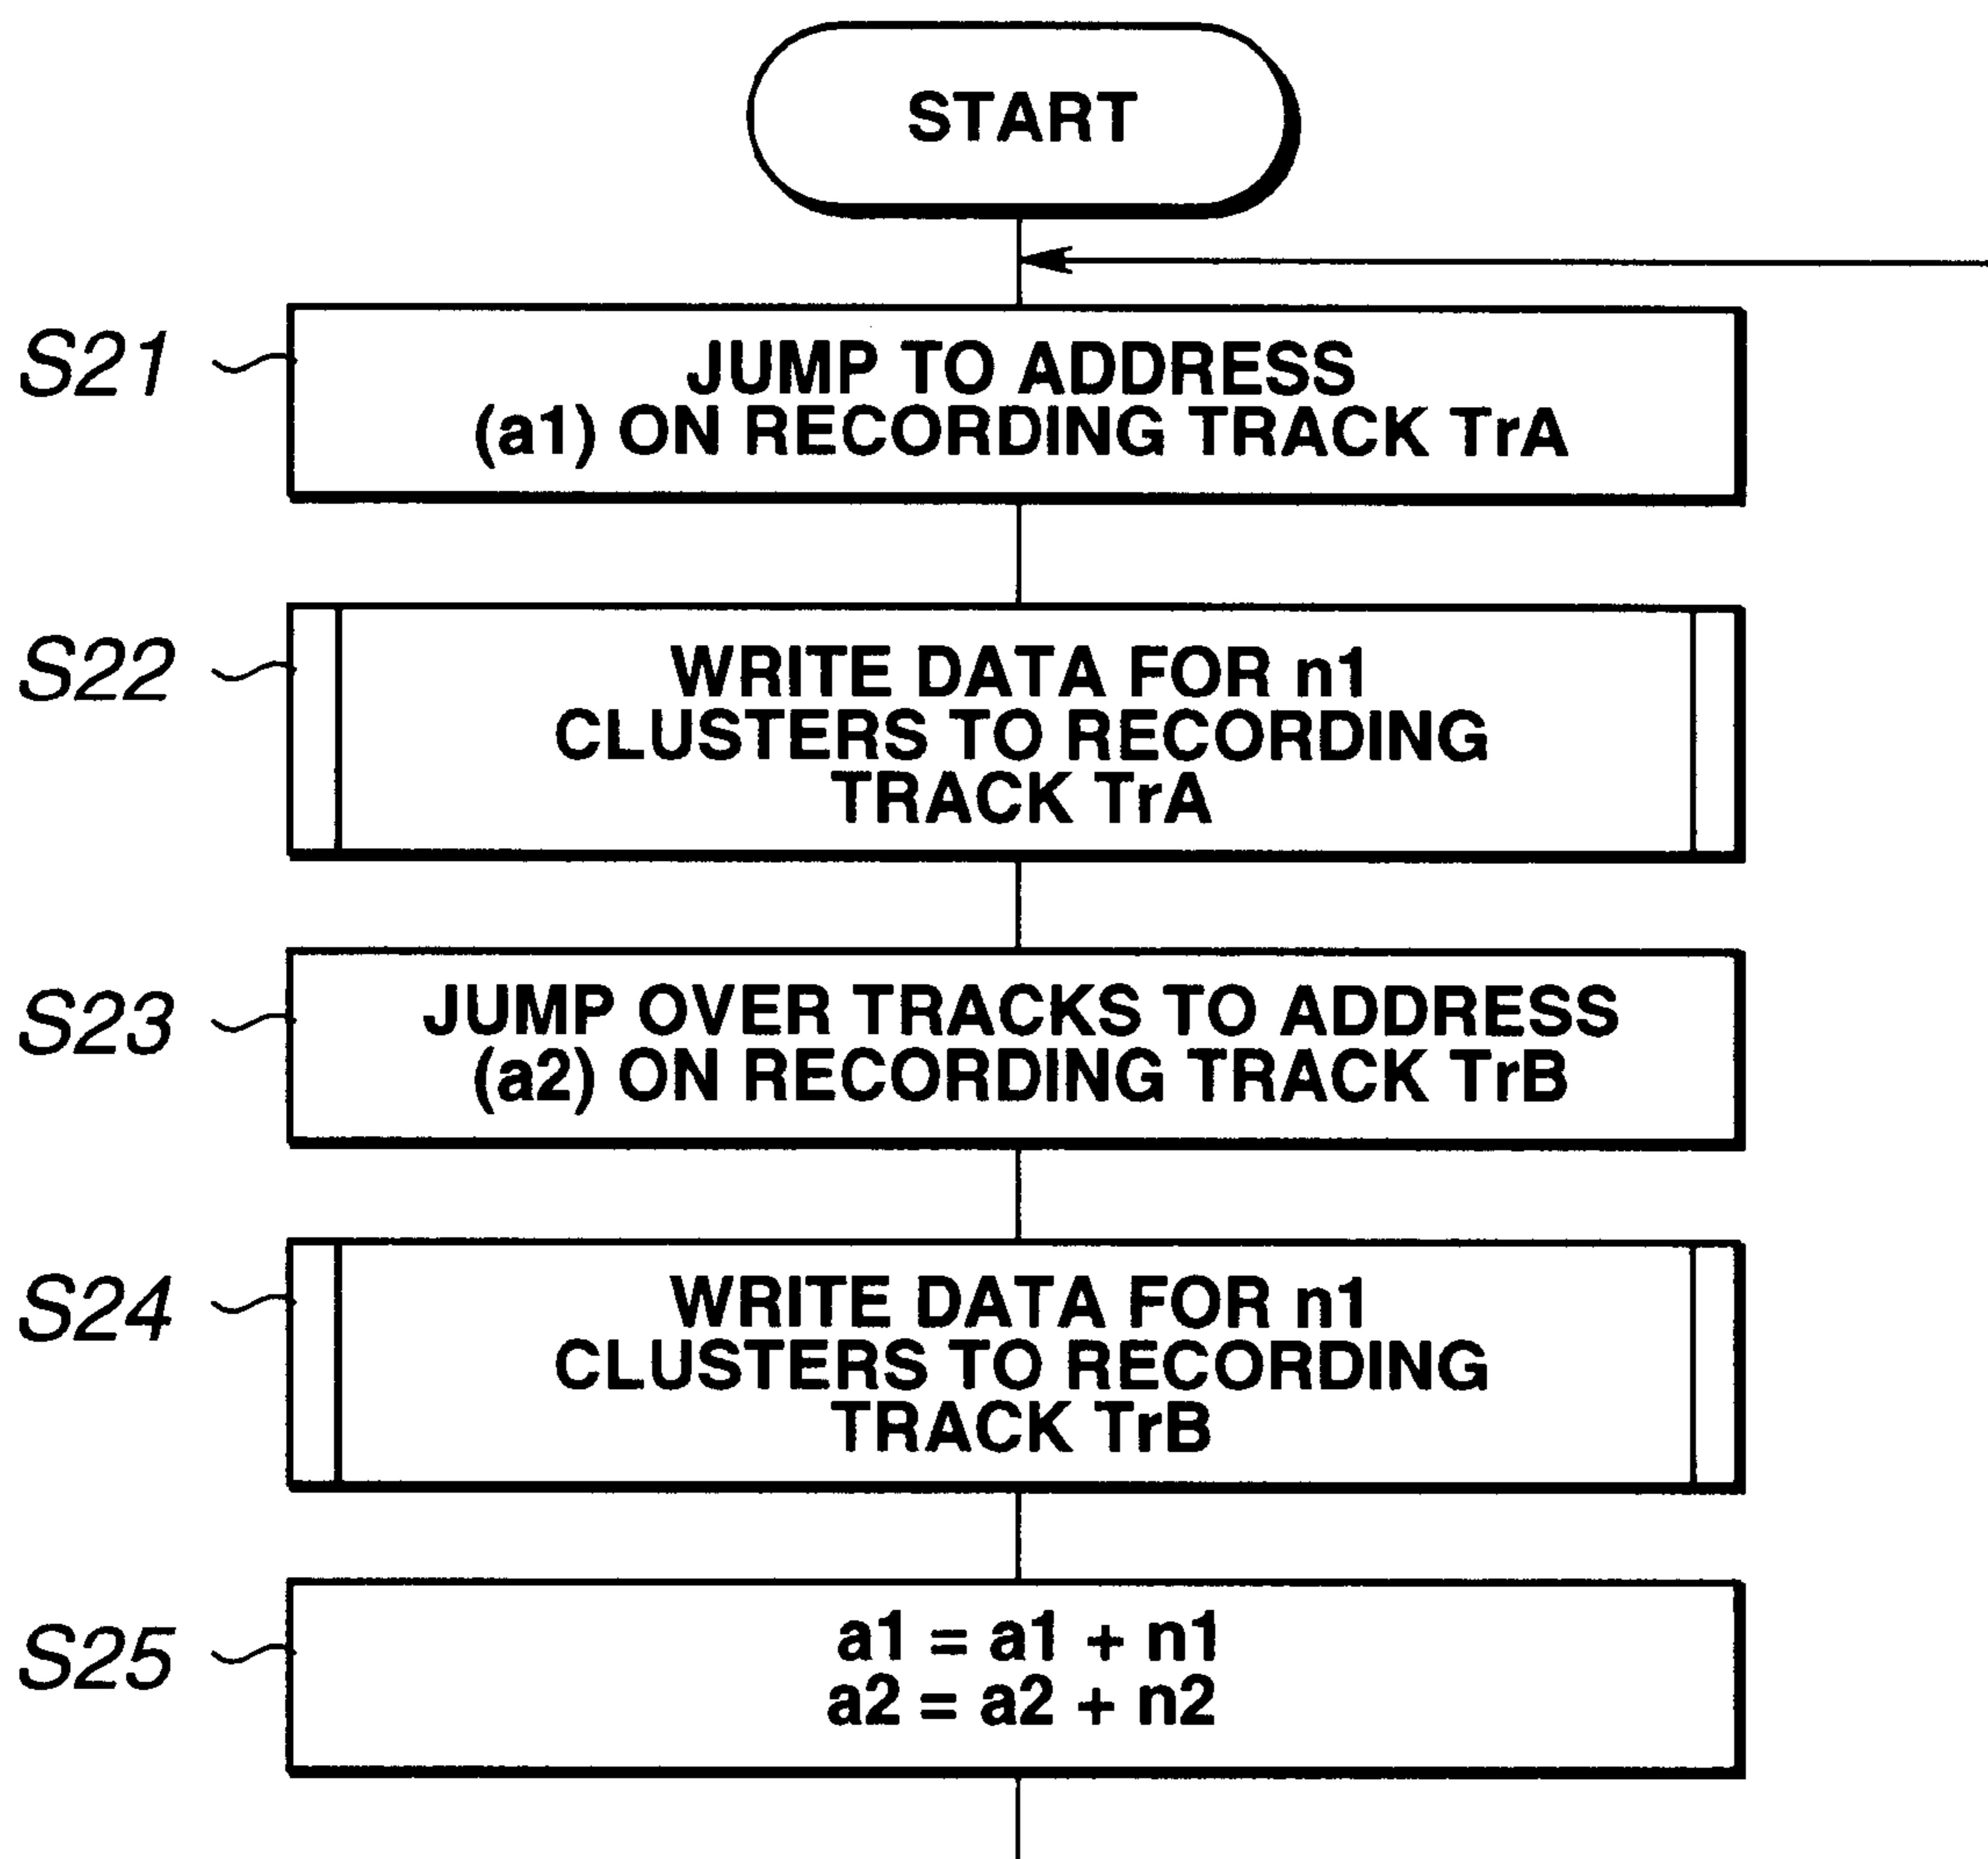 START
S21
JUMP TO ADDRESS
(a1) ON RECORDING TRACK TrA
S22
WRITE DATA FOR n1
CLUSTERS TO RECORDING
TRACK TrA
S23
JUMP OVER TRACKS TO ADDRESS
(a2) ON RECORDING TRACK TrB
S24
WRITE DATA FOR n1
CLUSTERS TO RECORDING
TRACK TrB
S25
a1 = a1 + n1
a2 = a2 + n2